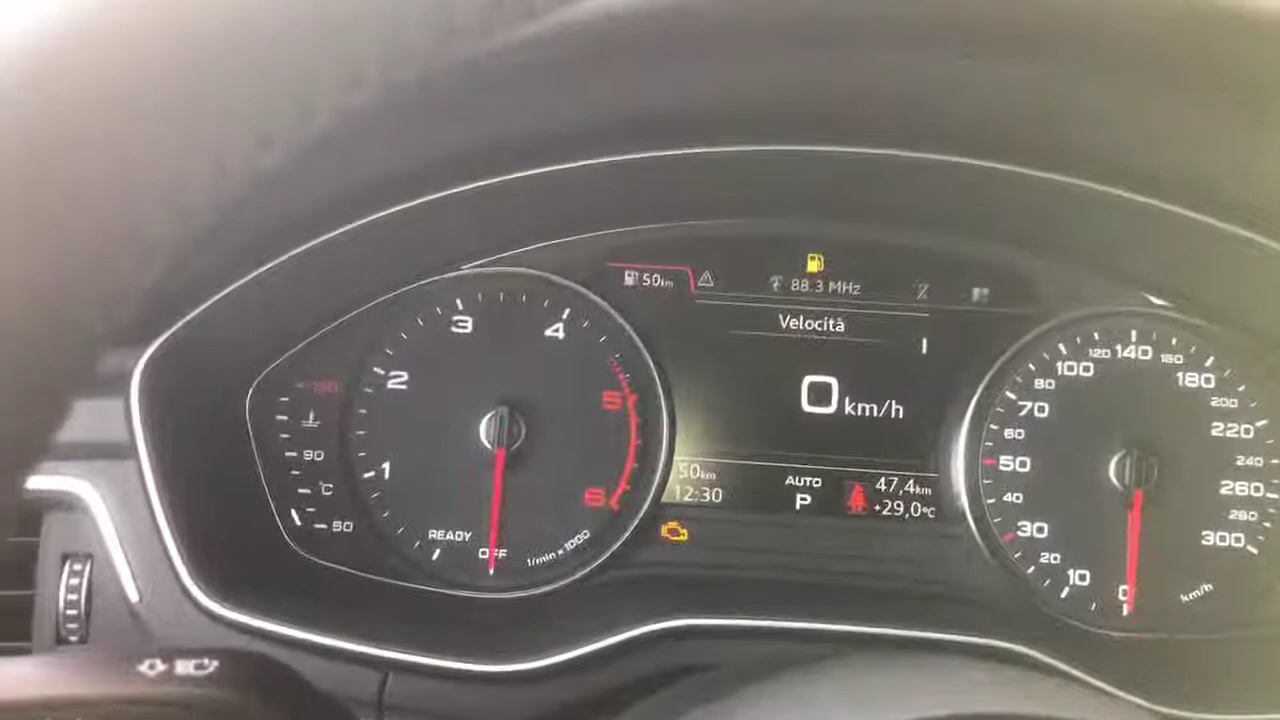 50km
88.3 MHz
Velocità
0 km/h
50km
12:30
AUTO
P
47,4km
+29,0°C
90
°C
50
1
2
3
4
5
6
READY
OFF
1/min x 1000
0
10
20
30
40
50
60
70
80
100
120
140
160
180
200
220
240
260
280
300
km/h